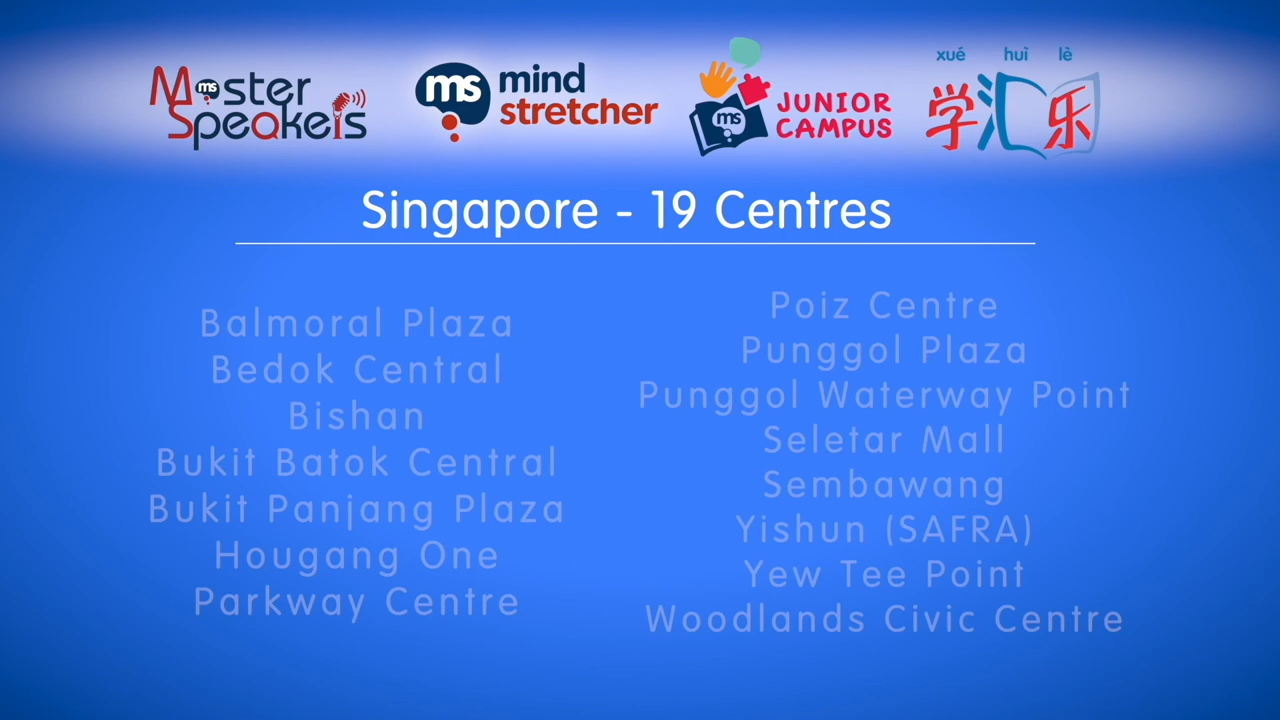 Master Speakers
ms
ms mind stretcher
ms JUNIOR CAMPUS
xué huì lè
学汇乐
Singapore - 19 Centres
Balmoral Plaza
Bedok Central
Bishan
Bukit Batok Central
Bukit Panjang Plaza
Hougang One
Parkway Centre
Poiz Centre
Punggol Plaza
Punggol Waterway Point
Seletar Mall
Sembawang
Yishun (SAFRA)
Yew Tee Point
Woodlands Civic Centre